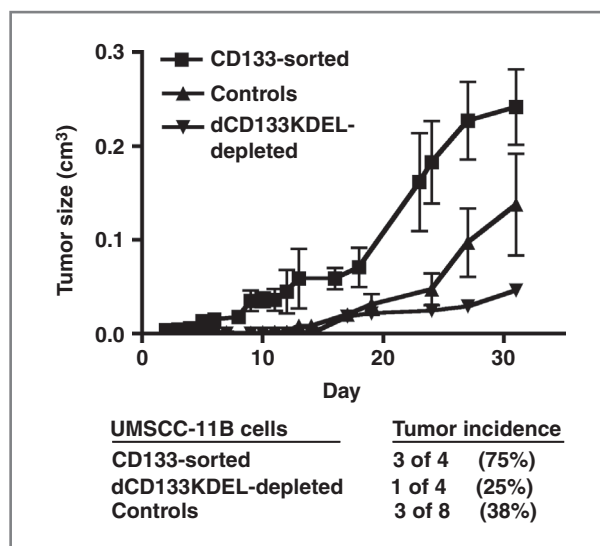 0.3
CD133-sorted
Controls
dCD133KDEL-
depleted
0.2
Tumor size (cm³)
0.1
0.0
0 10 20 30
Day
UMSCC-11B cells Tumor incidence
CD133-sorted 3 of 4 (75%)
dCD133KDEL-depleted 1 of 4 (25%)
Controls 3 of 8 (38%)